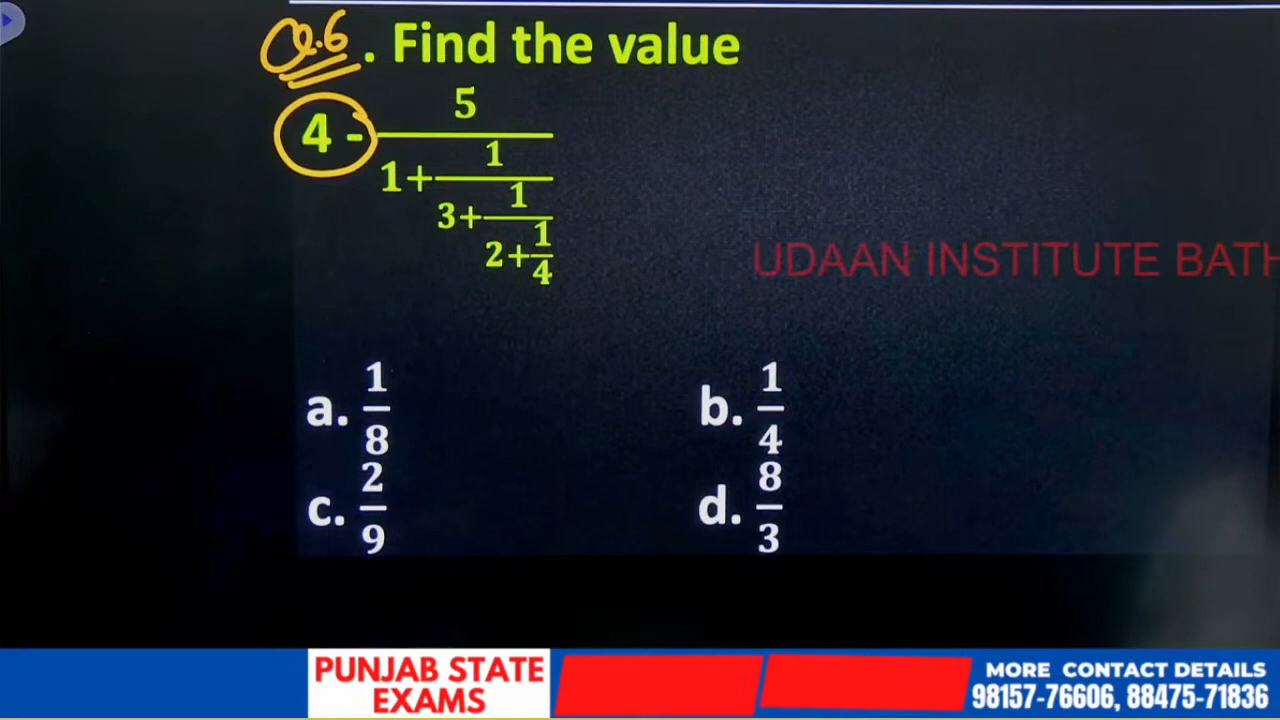 Q.6 . Find the value
4 - 5
1+ 1
3+ 1
2+ 1
4
UDAAN INSTITUTE BATH
a. 1/8
b. 1/4
c. 2/9
d. 8/3
PUNJAB STATE
EXAMS
MORE CONTACT DETAILS
98157-76606, 88475-71836